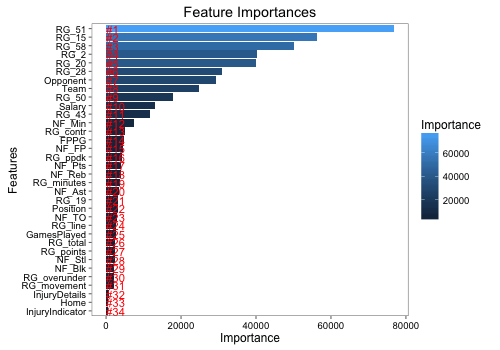 Feature Importances
Features
RG_51 #1
RG_15 #2
RG_58 #3
RG_2 #4
RG_20 #5
RG_28 #6
Opponent #7
Team #8
RG_50 #9
Salary #10
RG_43 #11
NF_Min #12
RG_contr #13
FPPG #14
NF_FP #15
RG_ppdk #16
NF_Pts #17
NF_Reb #18
RG_minutes #19
NF_Ast #20
RG_19 #21
Position #22
NF_TO #23
RG_line #24
GamesPlayed #25
RG_total #26
RG_points #27
NF_Stl #28
NF_Blk #29
RG_overunder #30
RG_movement #31
InjuryDetails #32
Home #33
InjuryIndicator #34
0 20000 40000 60000 80000
Importance
Importance
60000
40000
20000